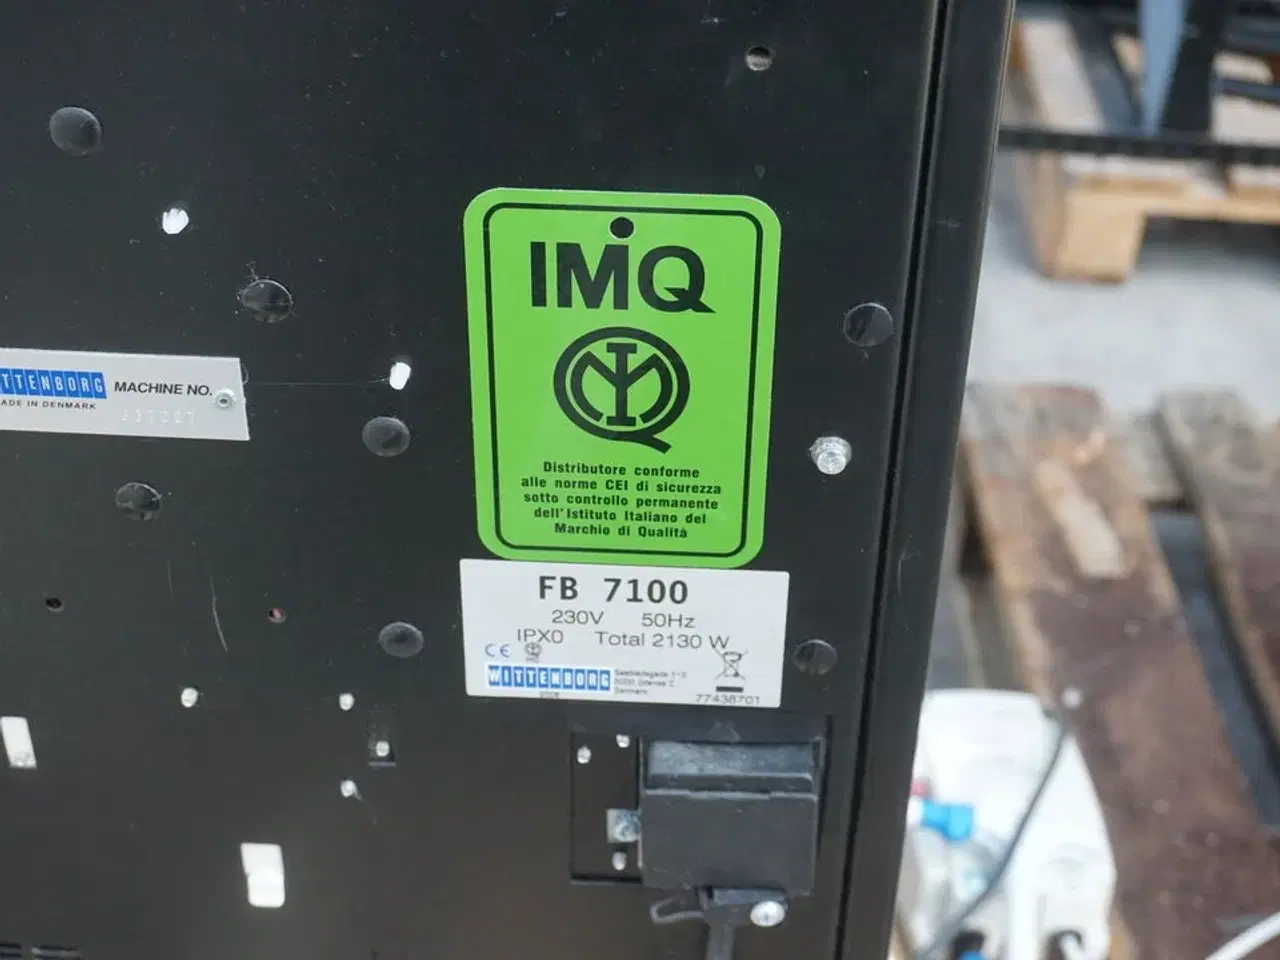 IMQ
Distributore conforme
alle norme CEI di sicurezza
sotto controllo permanente
dell'Istituto Italiano del
Marchio di Qualità
TTENBORG MACHINE NO.
ADE IN DENMARK
FB 7100
230V 50Hz
IPX0 Total 2130 W
CE
WITTENBORG
Denmark
77438701